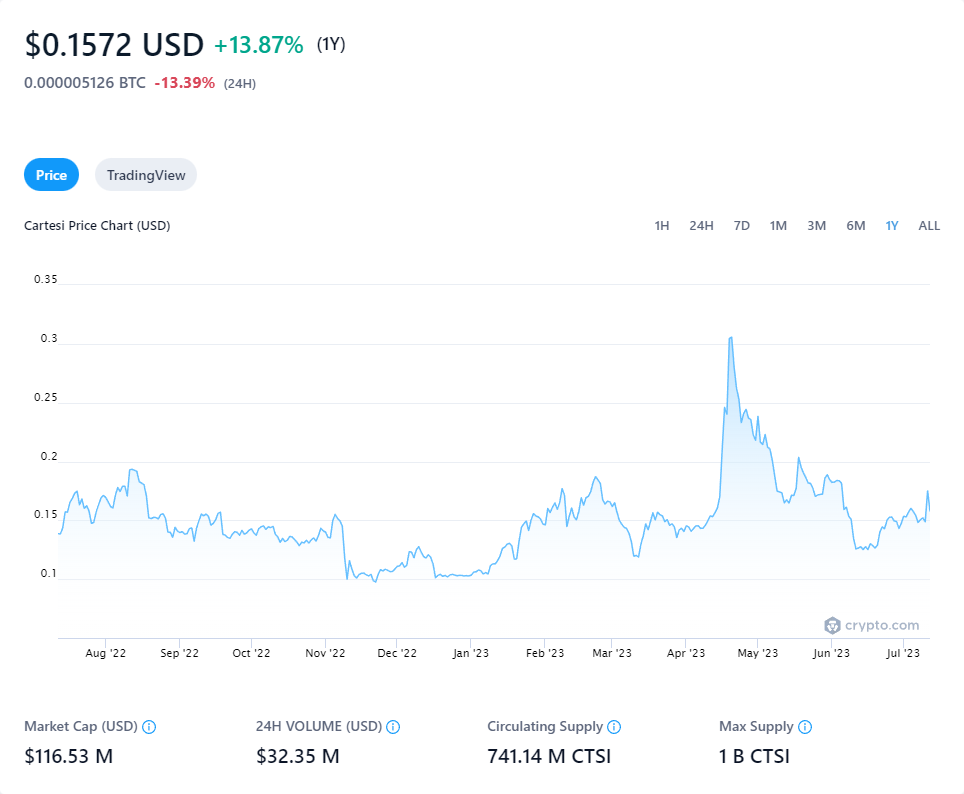 $0.1572 USD +13.87% (1Y)
0.000005126 BTC -13.39% (24H)
Price TradingView
Cartesi Price Chart (USD) 1H 24H 7D 1M 3M 6M 1Y ALL
0.35
0.3
0.25
0.2
0.15
0.1
crypto.com
Aug '22 Sep '22 Oct '22 Nov '22 Dec '22 Jan '23 Feb '23 Mar '23 Apr '23 May '23 Jun '23 Jul '23
Market Cap (USD) 24H VOLUME (USD) Circulating Supply Max Supply
$116.53 M $32.35 M 741.14 M CTSI 1 B CTSI